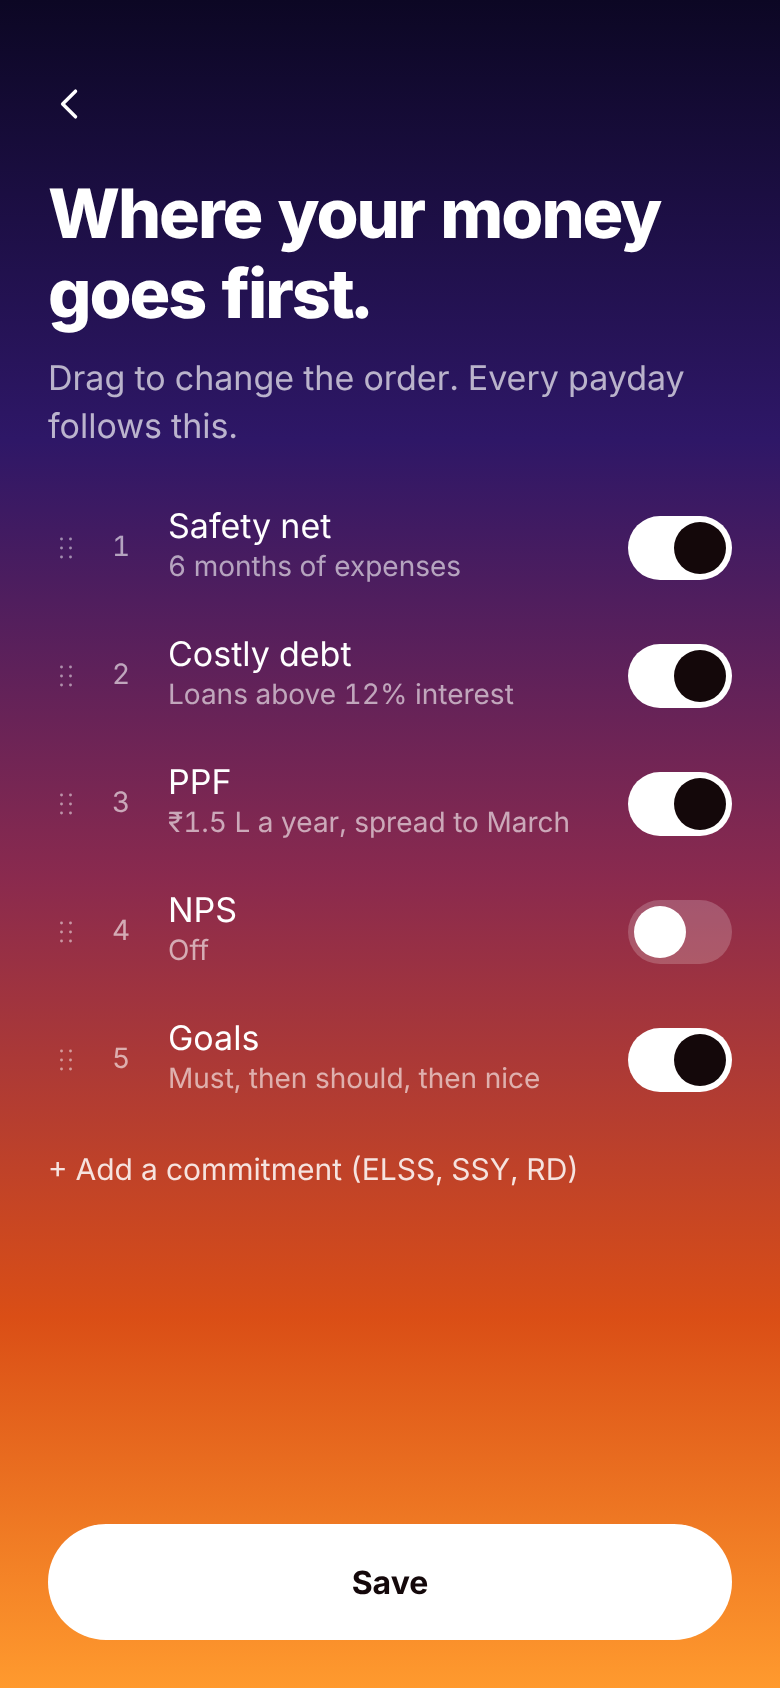 Where your money
goes first.
Drag to change the order. Every payday
follows this.
1
Safety net
6 months of expenses
2
Costly debt
Loans above 12% interest
3
PPF
₹1.5 L a year, spread to March
4
NPS
Off
5
Goals
Must, then should, then nice
+ Add a commitment (ELSS, SSY, RD)
Save